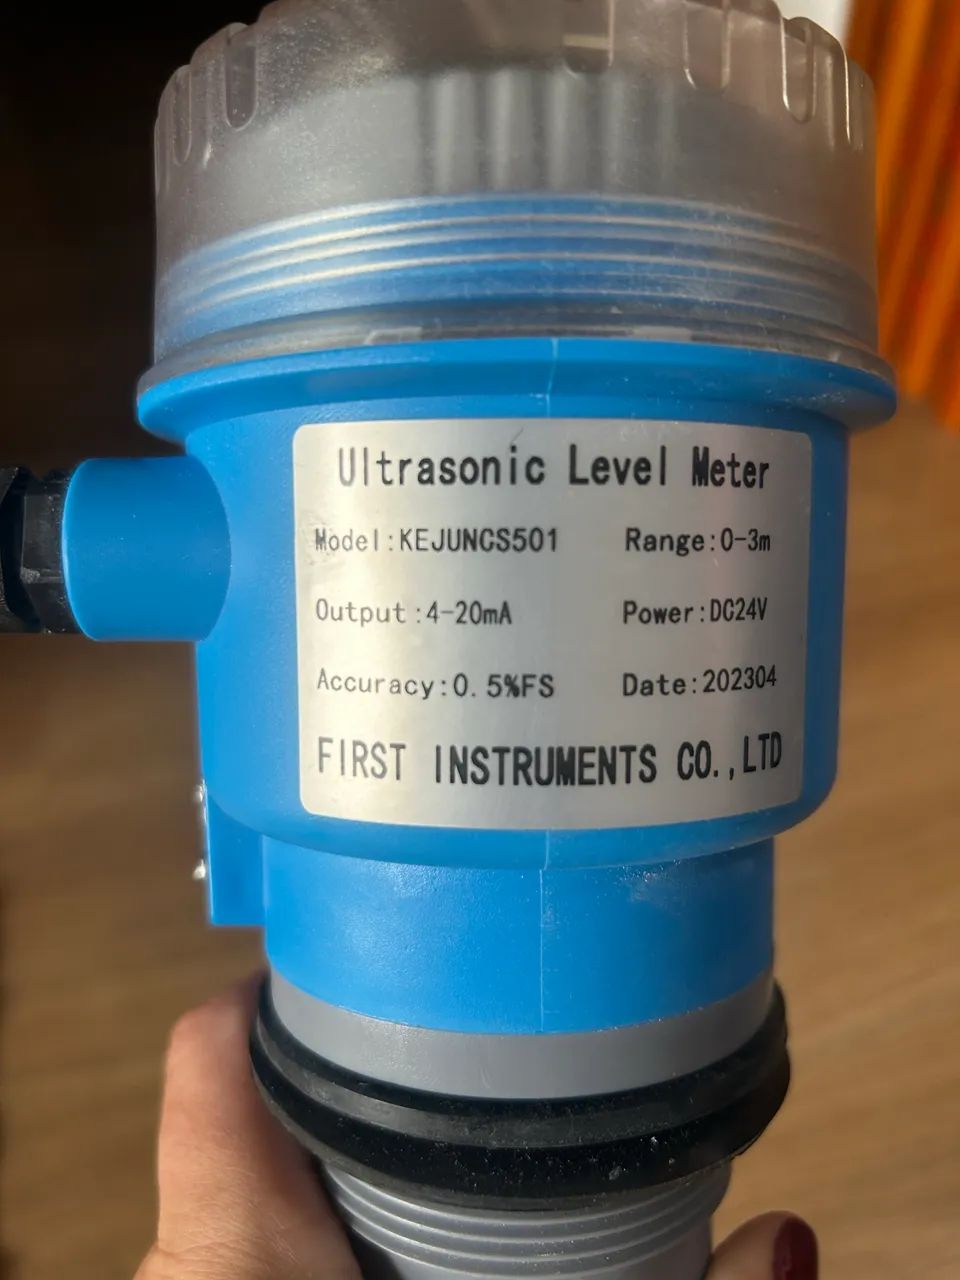 Ultrasonic Level Meter
Model:KEJUNCS501 Range:0-3m
Output:4-20mA Power:DC24V
Accuracy:0.5%FS Date:202304
FIRST INSTRUMENTS CO.,LTD